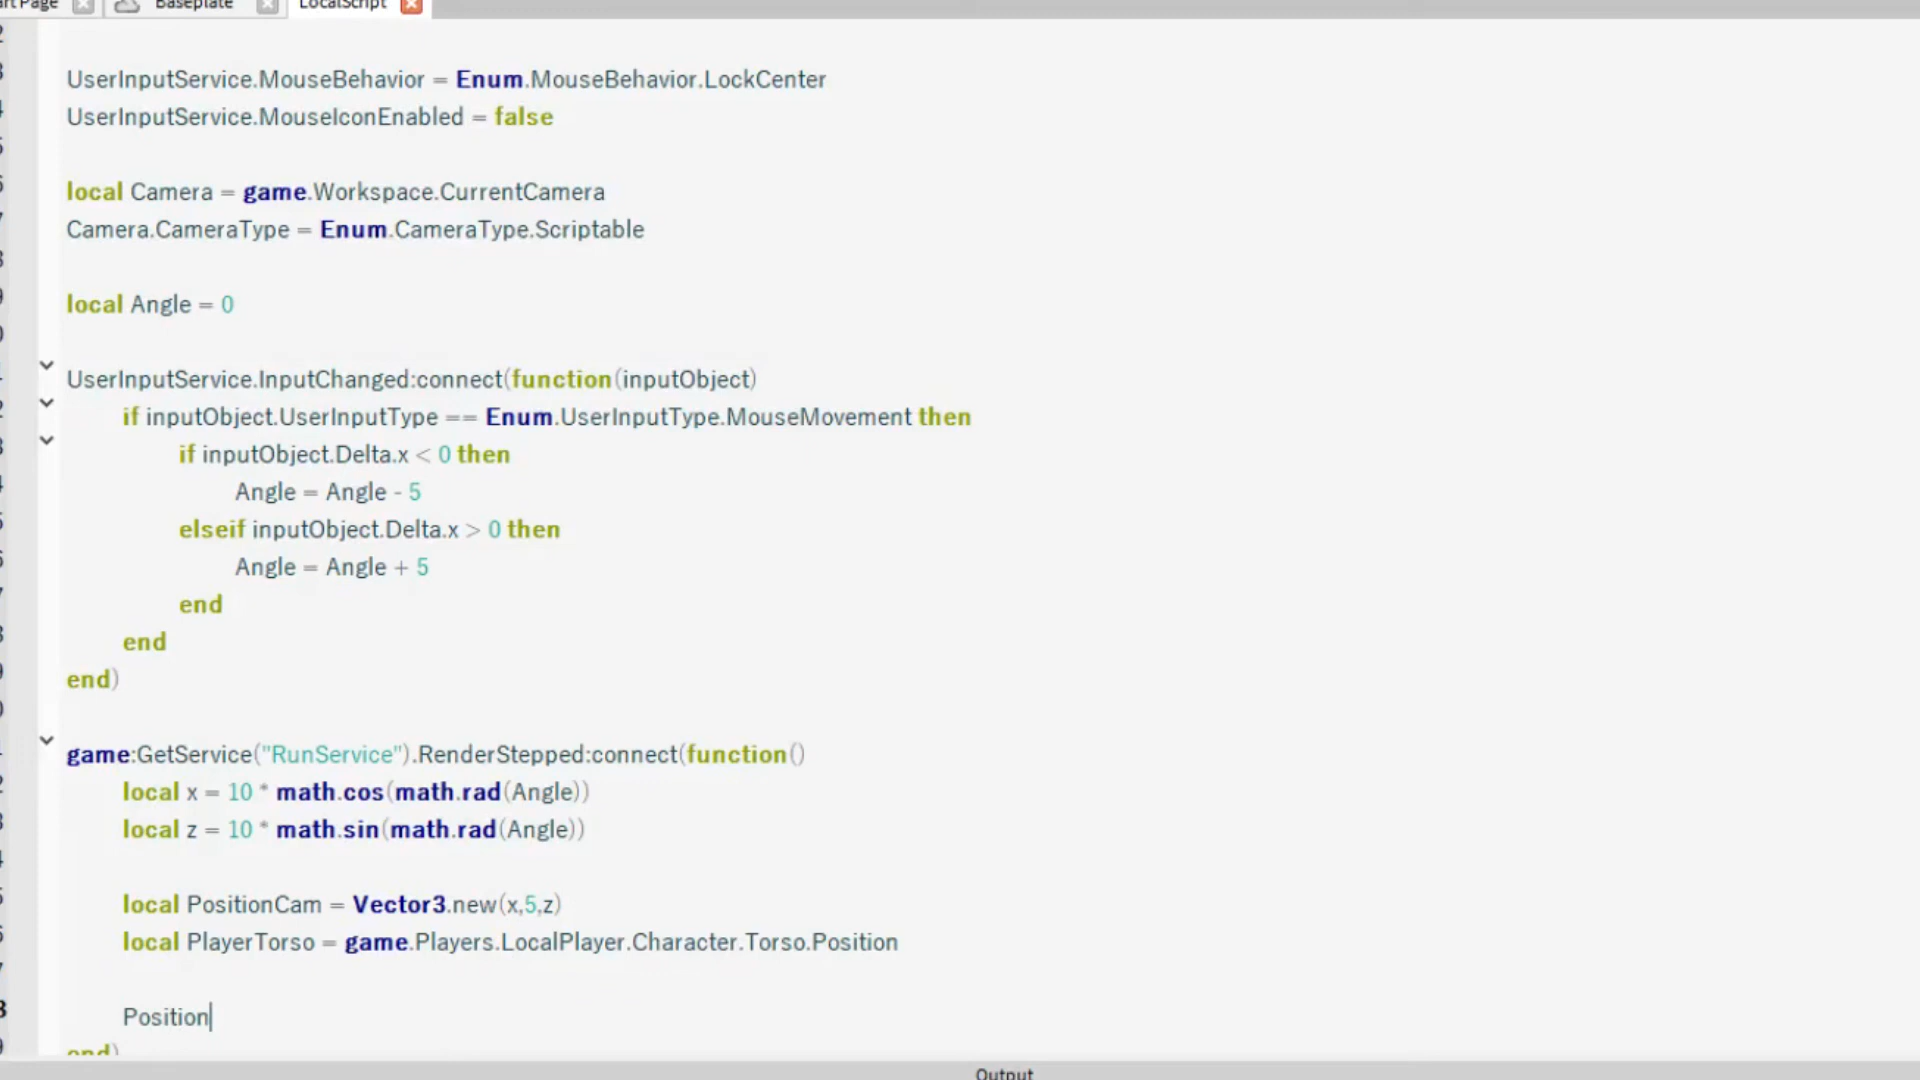 Page Baseplate LocalScript
UserInputService.MouseBehavior = Enum.MouseBehavior.LockCenter
UserInputService.MouseIconEnabled = false
local Camera = game.Workspace.CurrentCamera
Camera.CameraType = Enum.CameraType.Scriptable
local Angle = 0
UserInputService.InputChanged:connect(function(inputObject)
if inputObject.UserInputType == Enum.UserInputType.MouseMovement then
if inputObject.Delta.x < 0 then
Angle = Angle - 5
elseif inputObject.Delta.x > 0 then
Angle = Angle + 5
end
end
end)
game:GetService("RunService").RenderStepped:connect(function()
local x = 10 * math.cos(math.rad(Angle))
local z = 10 * math.sin(math.rad(Angle))
local PositionCam = Vector3.new(x,5,z)
local PlayerTorso = game.Players.LocalPlayer.Character.Torso.Position
Position
end)
Output